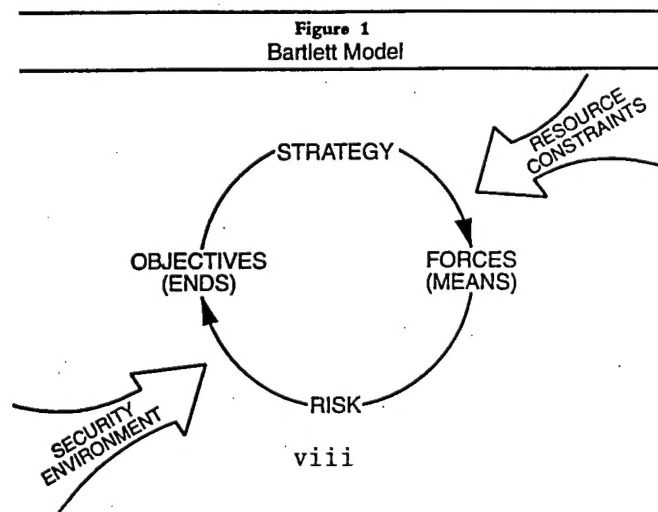 Figure 1
Bartlett Model
RESOURCE
CONSTRAINTS
STRATEGY
OBJECTIVES
(ENDS)
FORCES
(MEANS)
RISK
SECURITY
ENVIRONMENT
viii